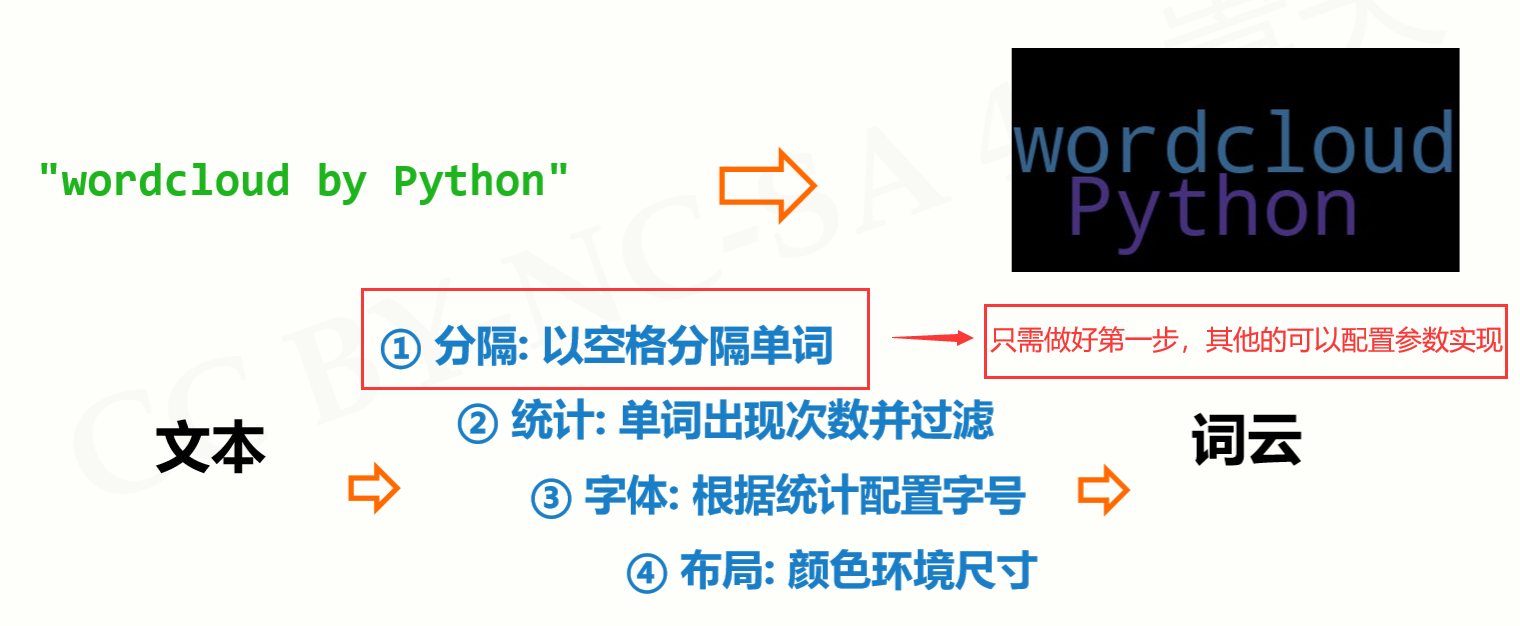 "wordcloud by Python"
wordcloud
Python
① 分隔: 以空格分隔单词
只需做好第一步，其他的可以配置参数实现
② 统计: 单词出现次数并过滤
文本
词云
③ 字体: 根据统计配置字号
④ 布局: 颜色环境尺寸
CC BY-NC-SA 4